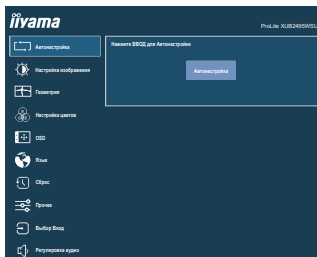 iiyama
ProLite XUB2495WSU
Автонастройка
Нажмите ВВОД для Автонастройки
Автонастройка
Настройка изображения
Геометрия
Настройка цветов
OSD
Язык
Сброс
Прочее
Выбор Вход
Регулировка аудио